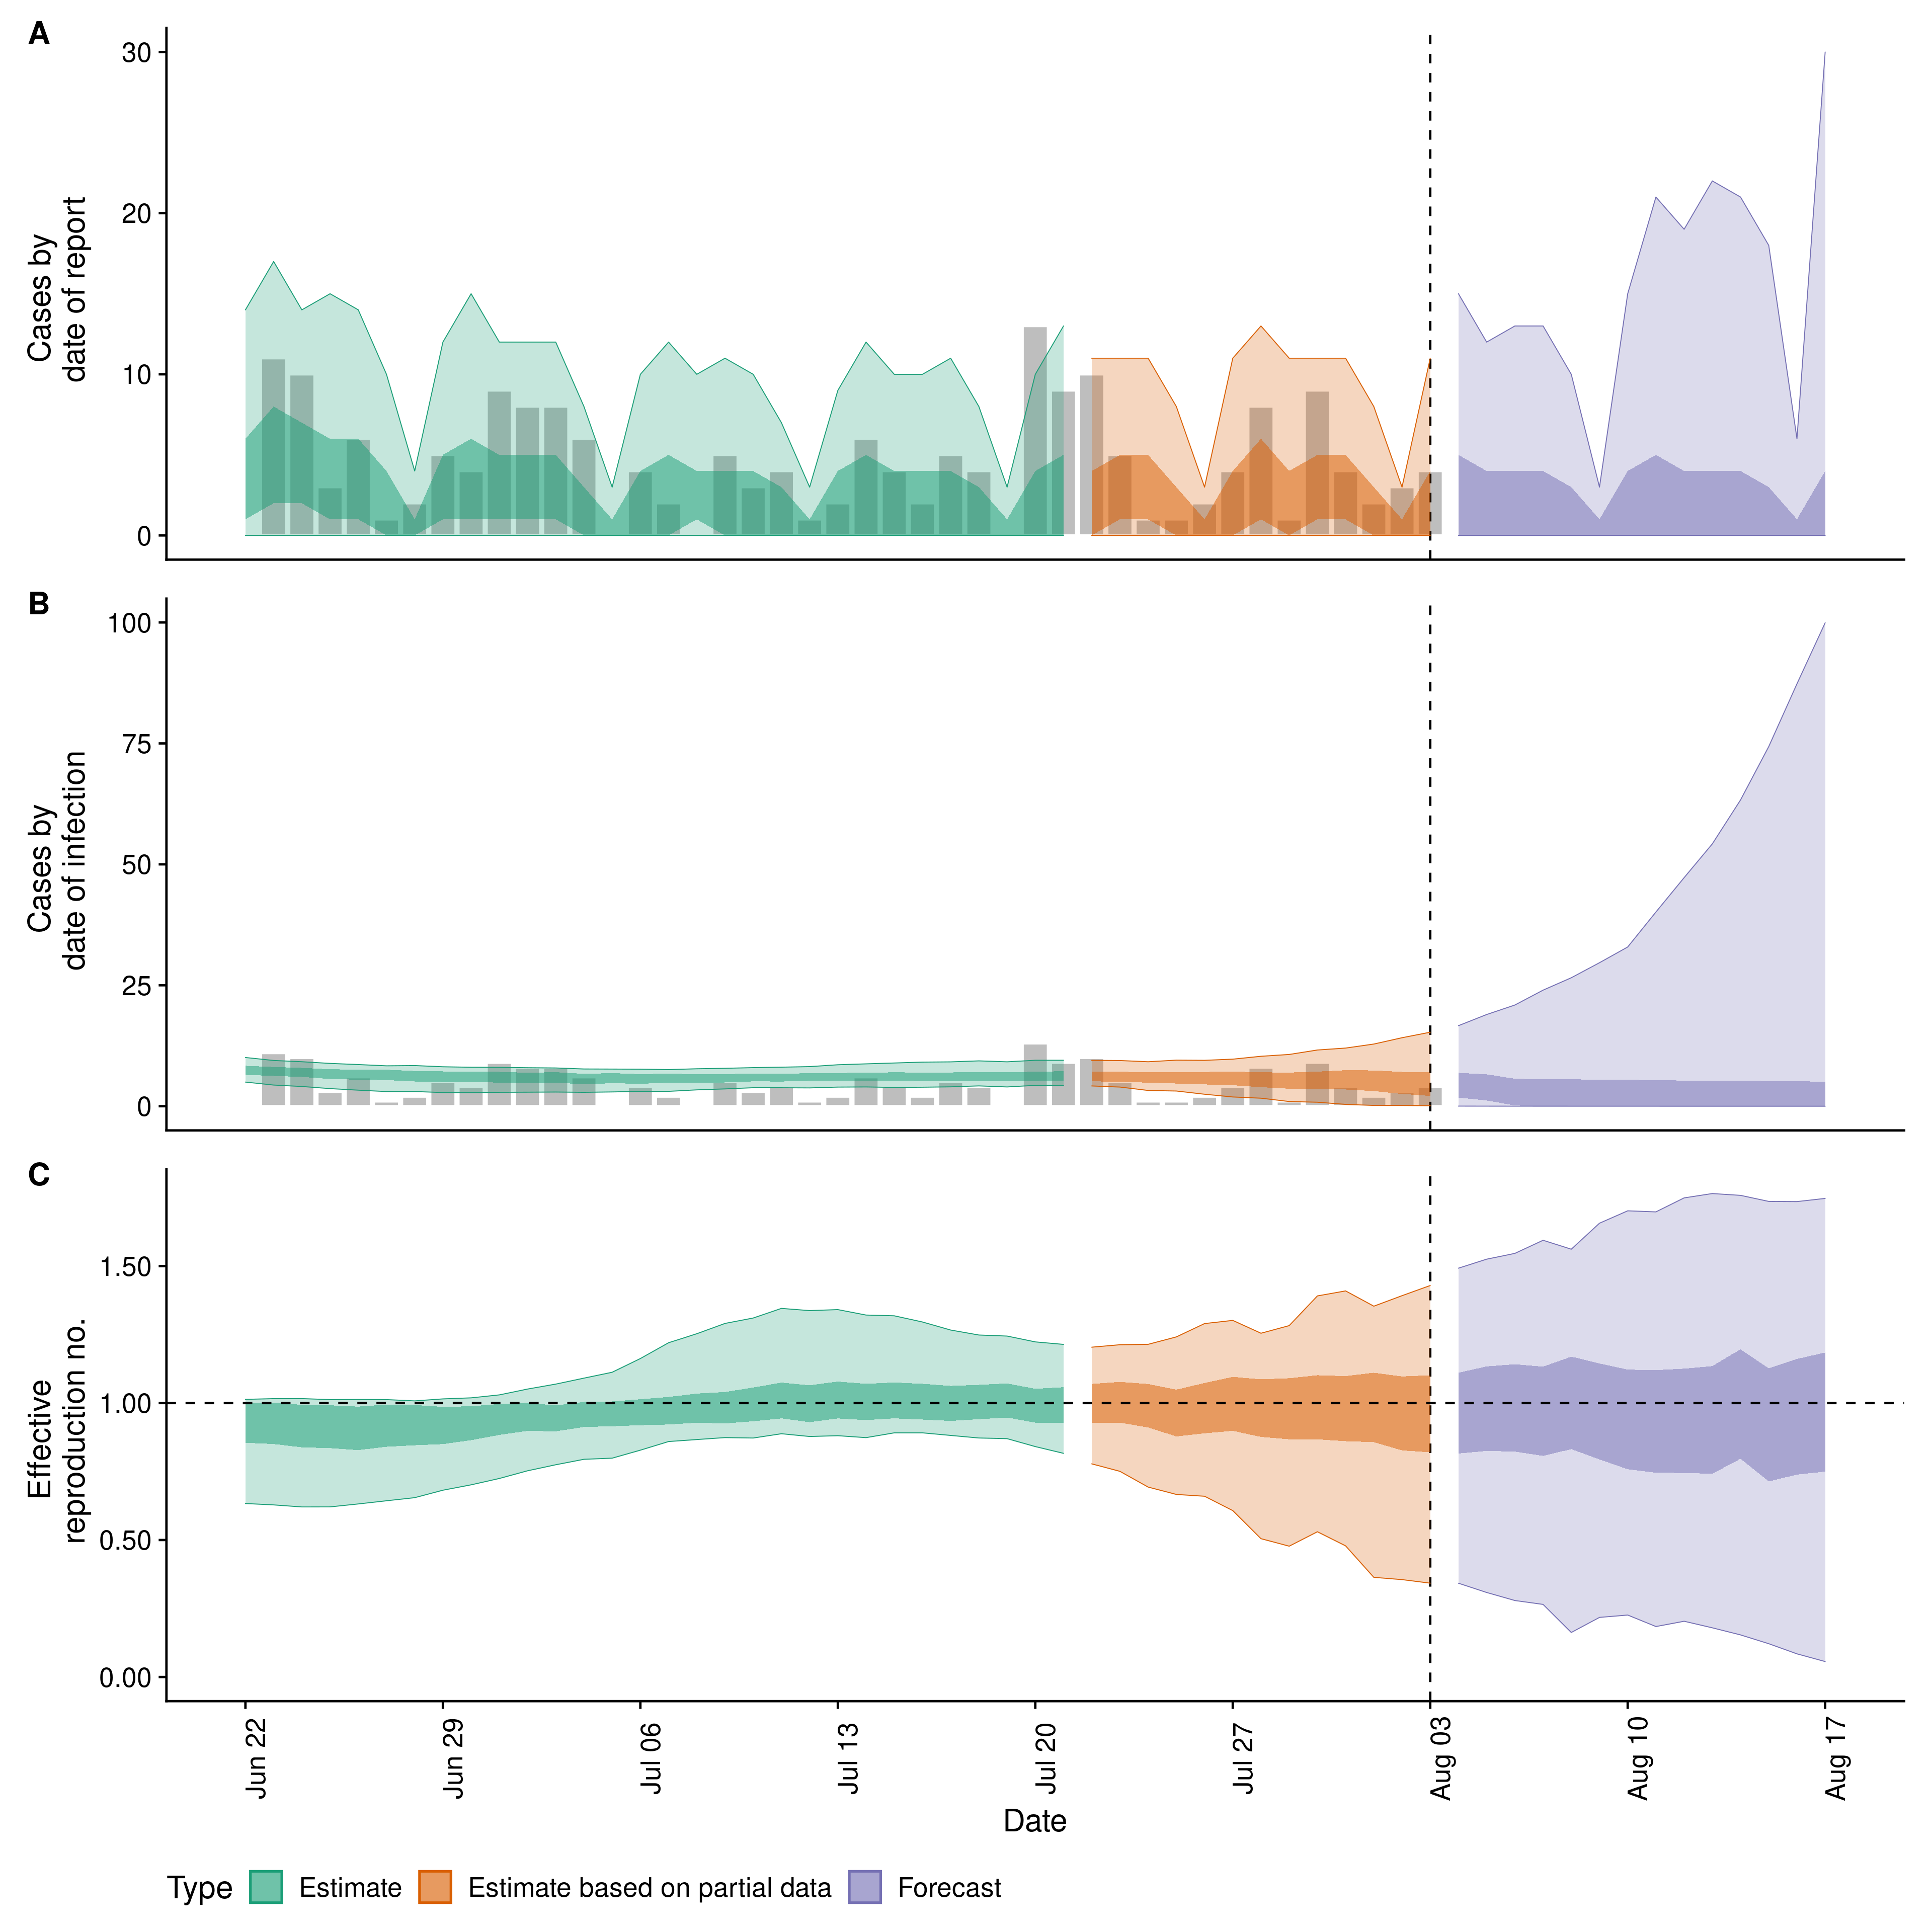 A
30
20
10
0
Cases by
date of report
B
100
75
50
25
0
Cases by
date of infection
C
1.50
1.00
0.50
0.00
Effective
reproduction no.
Jun 22
Jun 29
Jul 06
Jul 13
Jul 20
Jul 27
Aug 03
Aug 10
Aug 17
Date
Type Estimate Estimate based on partial data Forecast